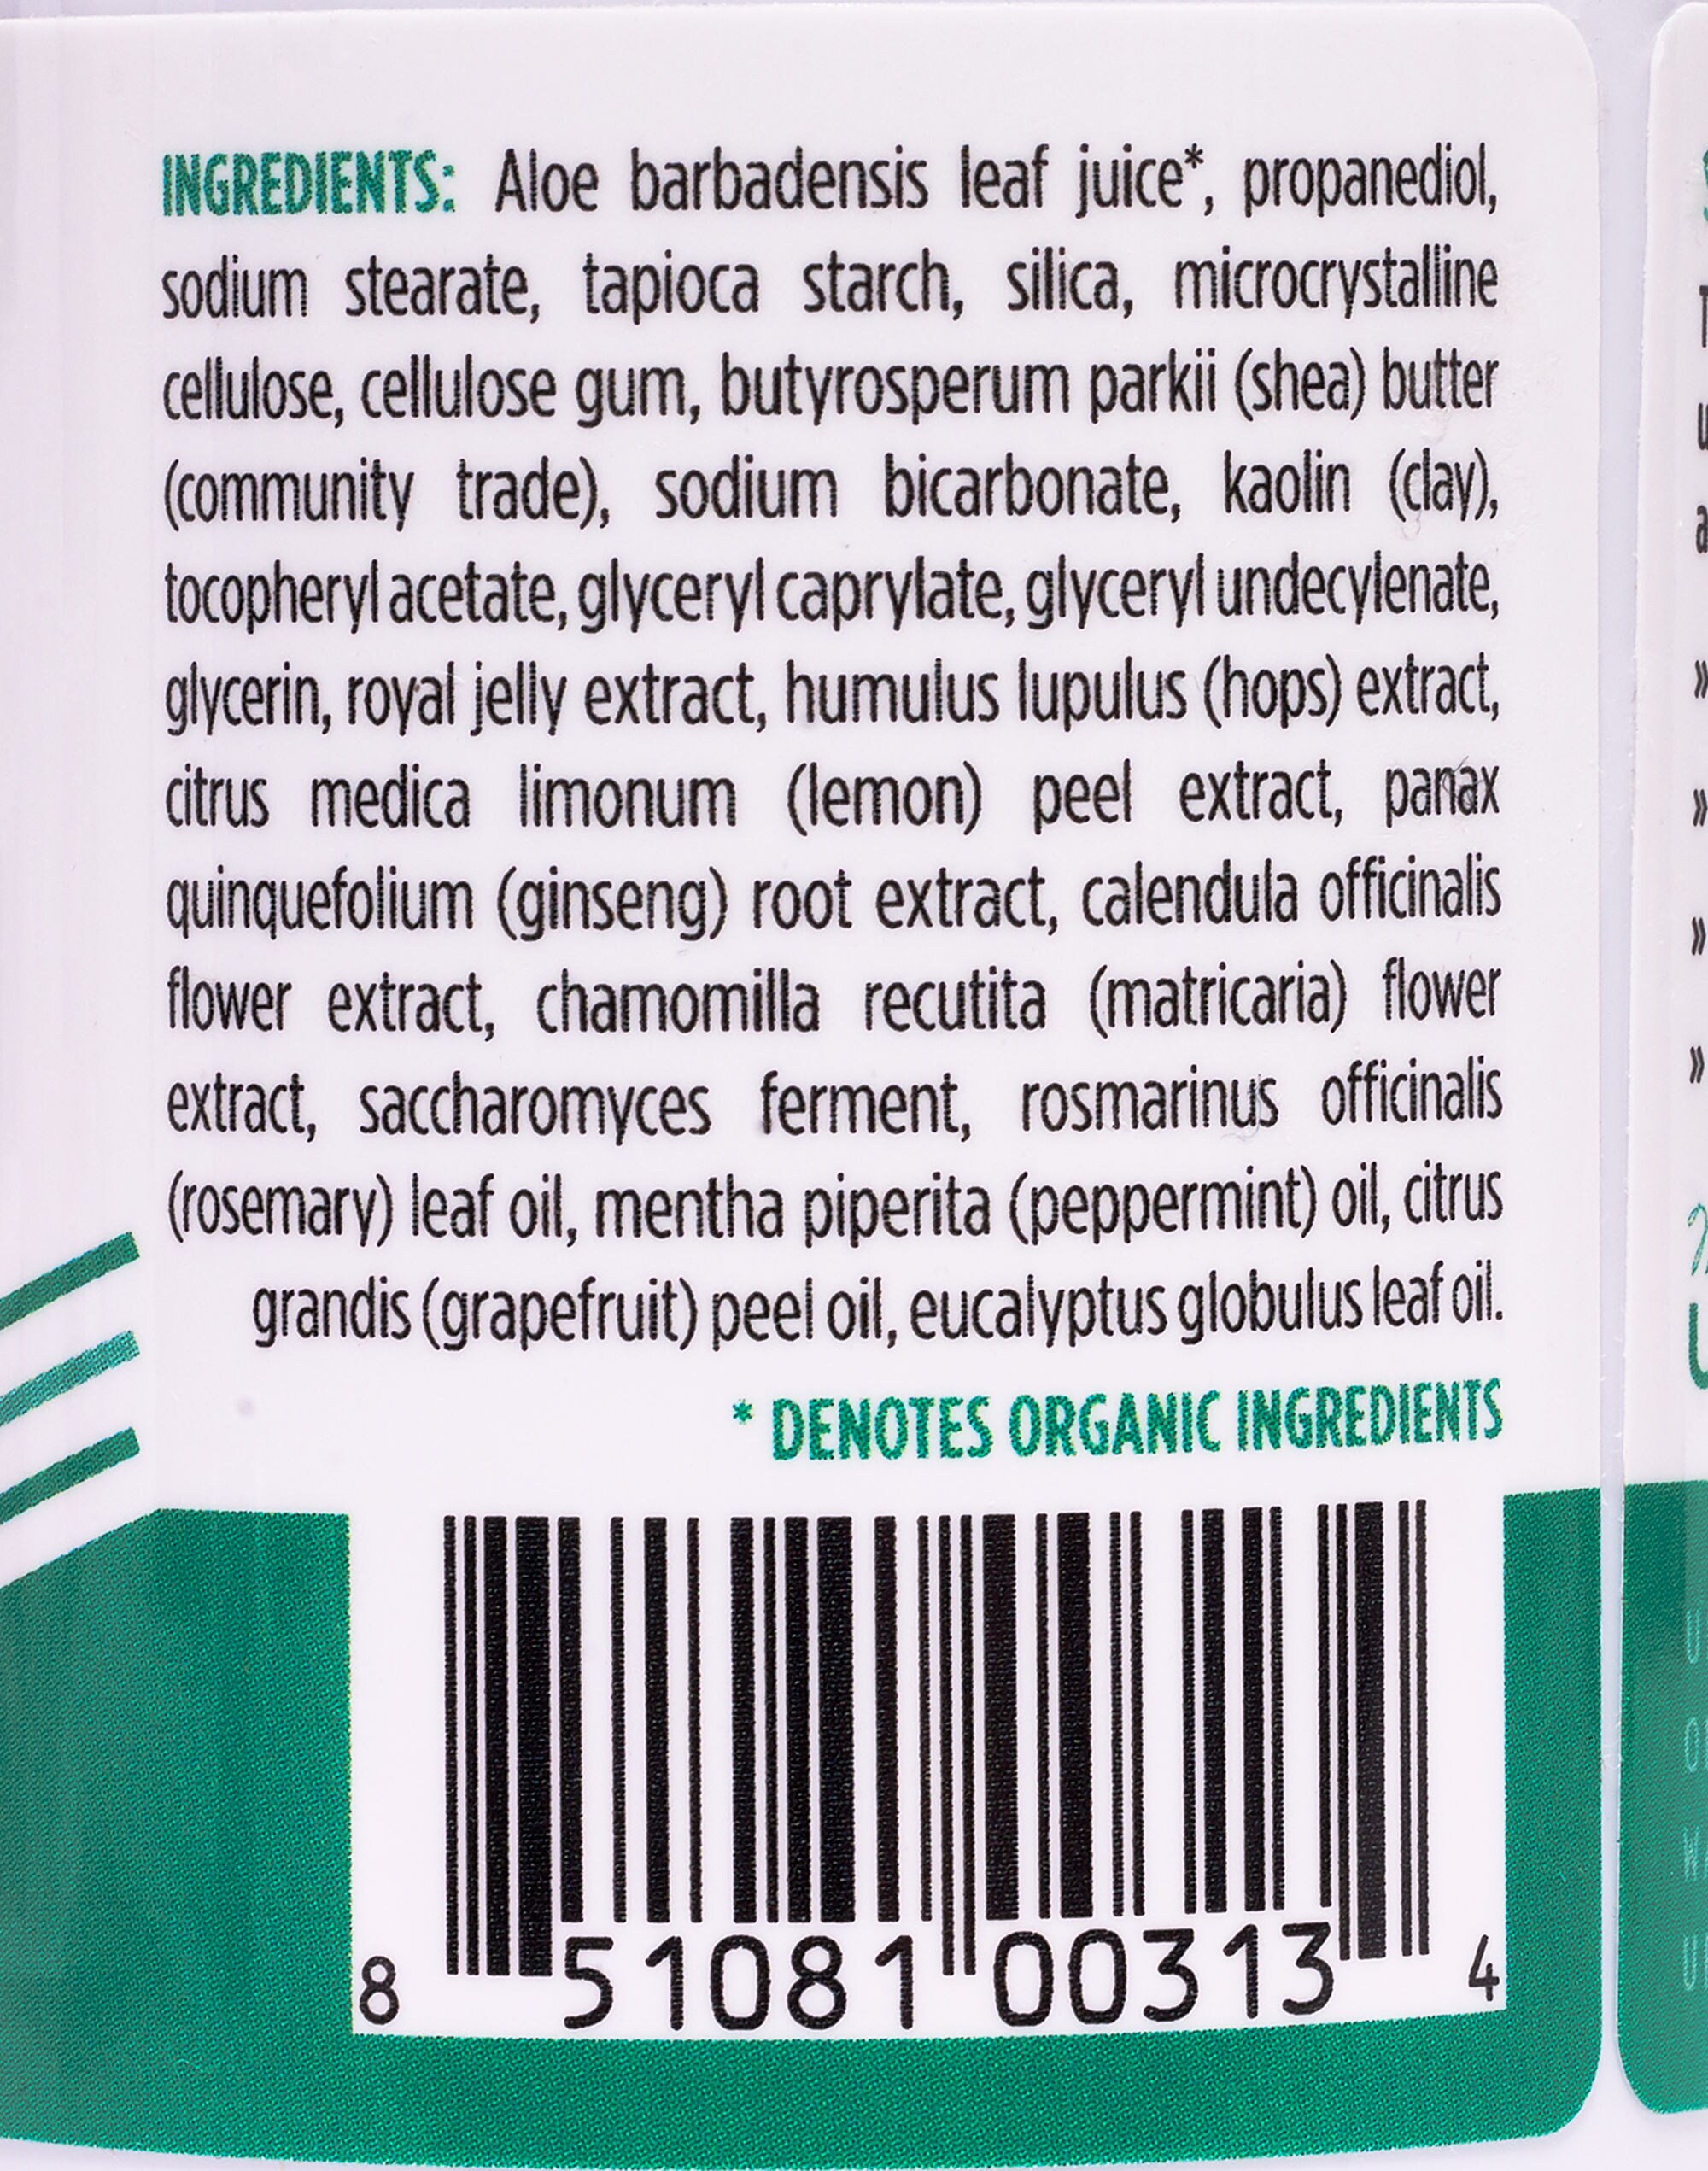 INGREDIENTS: Aloe barbadensis leaf juice*, propanediol,
sodium stearate, tapioca starch, silica, microcrystalline
cellulose, cellulose gum, butyrosperum parkii (shea) butter
(community trade), sodium bicarbonate, kaolin (clay),
tocopheryl acetate, glyceryl caprylate, glyceryl undecylenate,
glycerin, royal jelly extract, humulus lupulus (hops) extract,
citrus medica limonum (lemon) peel extract, panax
quinquefolium (ginseng) root extract, calendula officinalis
flower extract, chamomilla recutita (matricaria) flower
extract, saccharomyces ferment, rosmarinus officinalis
(rosemary) leaf oil, mentha piperita (peppermint) oil, citrus
grandis (grapefruit) peel oil, eucalyptus globulus leaf oil.
* DENOTES ORGANIC INGREDIENTS
8 51081 00313 4